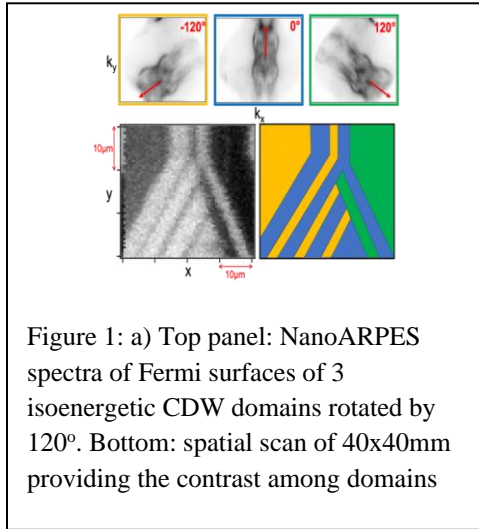 -120°
0°
120°
k_y
k_x
10µm
y
x
10µm
Figure 1: a) Top panel: NanoARPES
spectra of Fermi surfaces of 3
isoenergetic CDW domains rotated by
120°. Bottom: spatial scan of 40x40mm
providing the contrast among domains